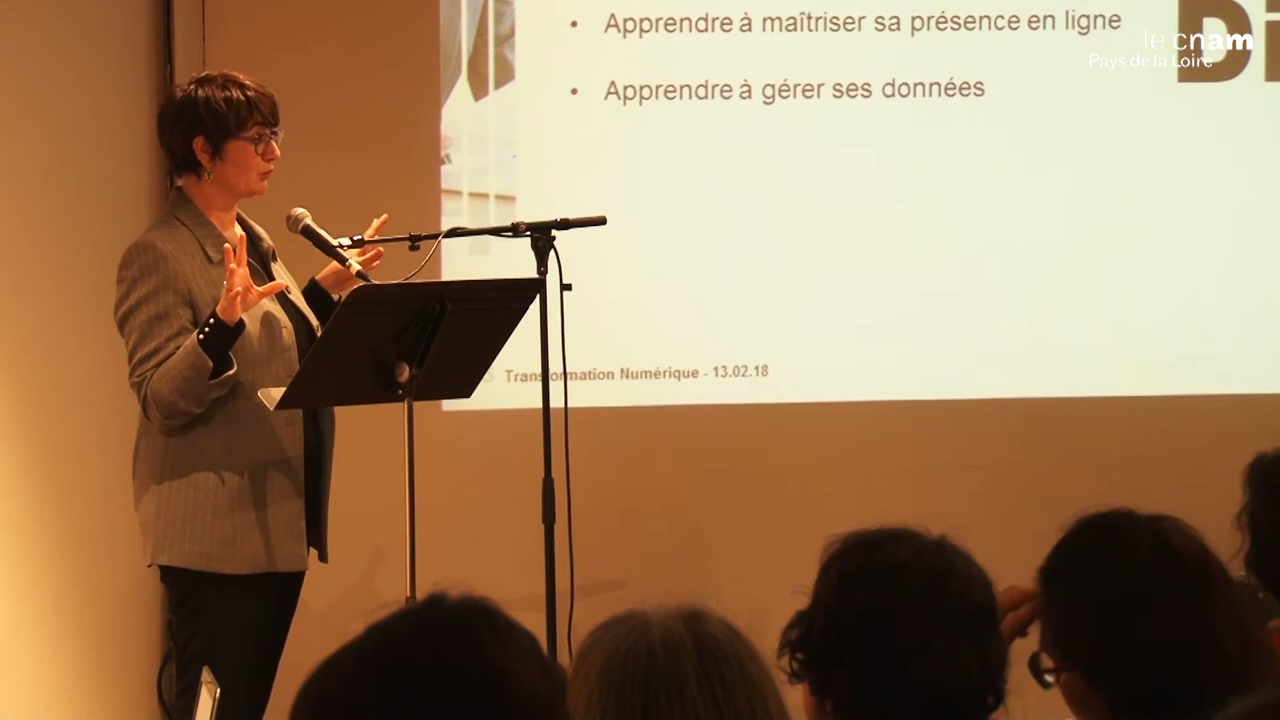 • Apprendre à maîtriser sa présence en ligne
• Apprendre à gérer ses données
Di
le cnam
Pays de la Loire
Transformation Numérique - 13.02.18